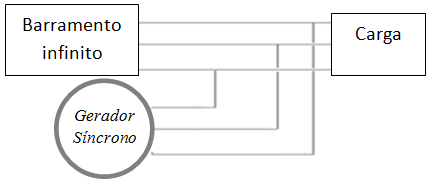 Barramento
infinito
Carga
Gerador
Síncrono